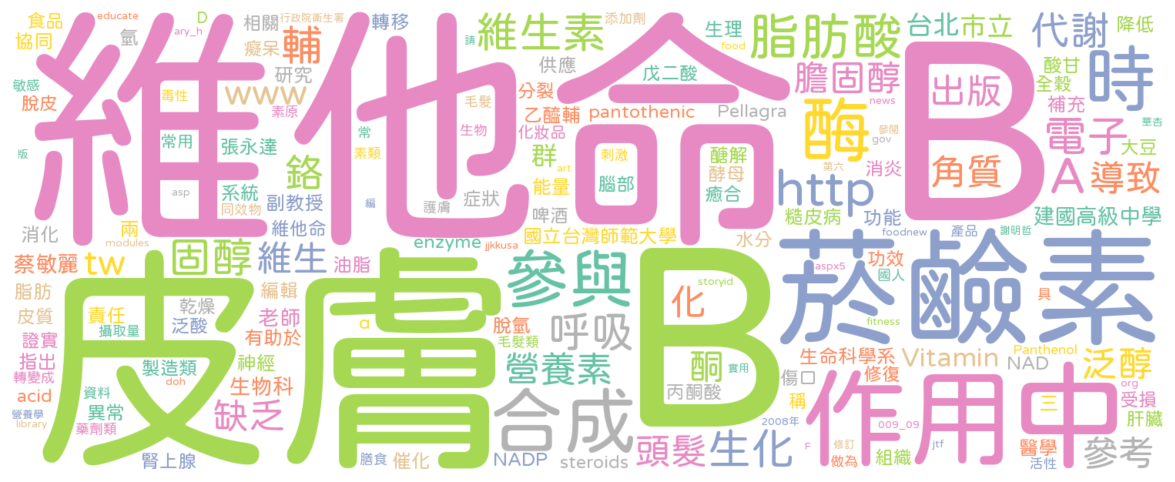 維他命B
皮膚B
菸鹼素
作用中
食品
educate
行政院衛生署
轉移
D
協同
ary_h
氫
相關
癡呆
輔
維生素
添加劑
生理
food
脂肪酸
台北市立
代謝
降低
敏感
脫皮
毒性
素原
研究
www
供應
戊二酸
膽固醇
出版
時
酸甘
全穀
補充
常用
張永達
常
素類
毛髮
生物
分裂
乙醯輔
pantothenic
Pellagra
news
華杏
版
化妝品
群
刺激
醣解
酵母
酶
參閱
gov
消炎
角質
電子
大豆
asp
系統
同效物
鉻
副教授
編
護膚
症狀
能量
art
腦部
癒合
http
第六
A
導致
消化
modules
兩
維他命
enzyme
jjkkusa
啤酒
國立台灣師範大學
水分
糙皮病
功能
foodnew
產品
謝明哲
建國高級中學
蔡敏麗
tw
固醇
維生
油脂
參與
storyid
化
aspx5
功效
國人
具
脂肪
皮質
責任
攝取量
乾燥
泛酸
編輯
老師
有助於
a
脫氫
毛髮類
呼吸
酮
實用
fitness
證實
指出
轉變成
製造類
doh
神經
生物科
營養素
丙酮酸
傷口
生命科學系
修復
稱
Vitamin
NAD
Panthenol
泛醇
org
受損
acid
資料
異常
營養學
library
藥劑類
缺乏
合成
2008年
009_09
三
肝臟
腎上腺
膳食
催化
NADP
steroids
頭髮
生化
F
修訂
做為
組織
jtf
醫學
活性
參考